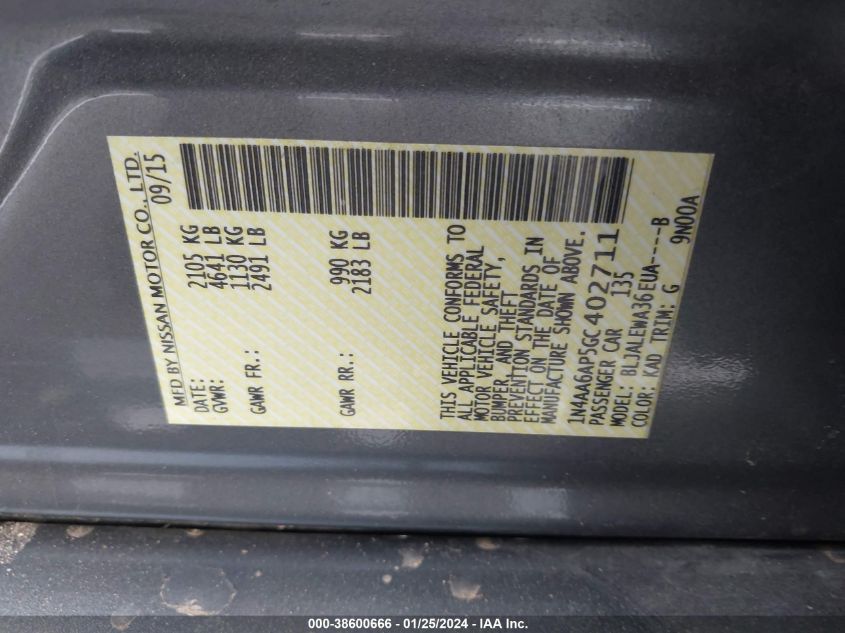 MFD BY NISSAN MOTOR CO., LTD.
DATE: 09/15
GVWR: 2105 KG
4641 LB
GAWR FR.: 1130 KG
2491 LB
GAWR RR.: 990 KG
2183 LB
THIS VEHICLE CONFORMS TO
ALL APPLICABLE FEDERAL
MOTOR VEHICLE SAFETY,
BUMPER, AND THEFT
PREVENTION STANDARDS IN
EFFECT ON THE DATE OF
MANUFACTURE SHOWN ABOVE.
1N4AA6AP5GC402711
PASSENGER CAR 135
MODEL: BLJALEWA36EUA----B
COLOR: KAD TRIM: G 9N00A
000-38600666 - 01/25/2024 - IAA Inc.